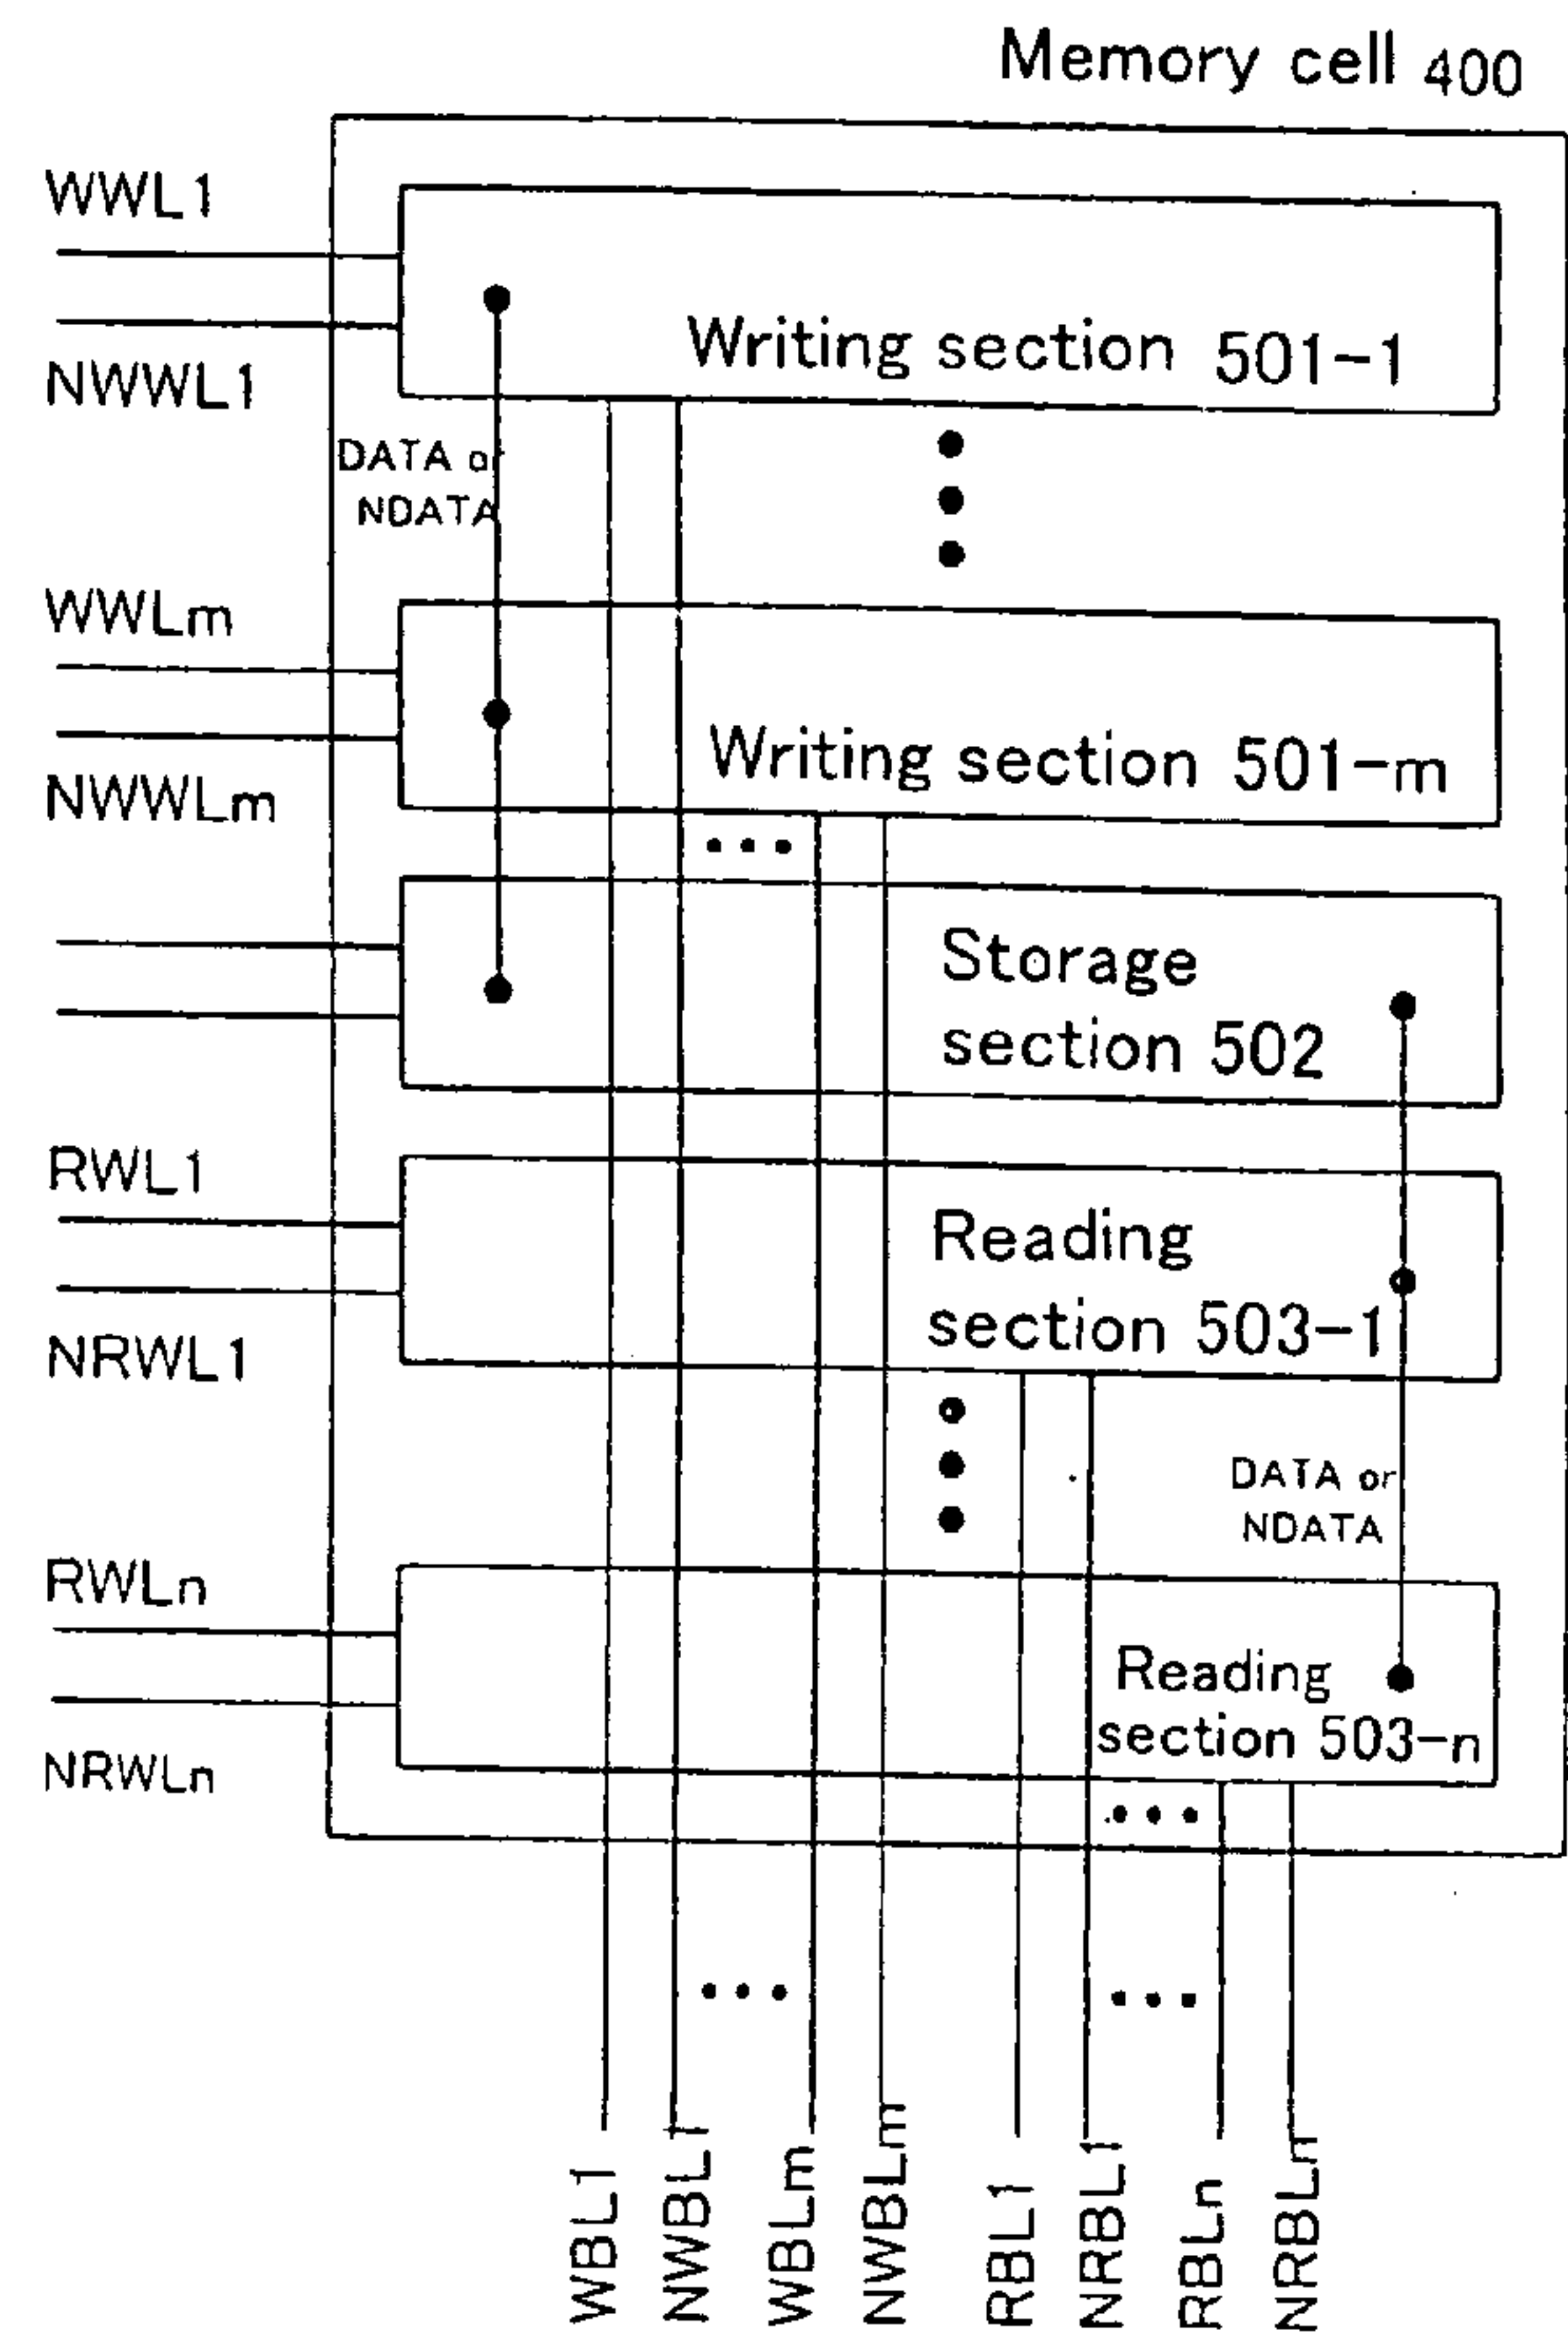 Memory cell 400
WWL1
NWWL1
Writing section 501-1
DATA or
NDATA
WWLm
NWWLm
Writing section 501-m
Storage
section 502
RWL1
NRWL1
Reading
section 503-1
DATA or
NDATA
RWLn
NRWLn
Reading
section 503-n
WBL1
NWBL1
WBLm
NWBLm
RBL1
NRBL1
RBLn
NRBLn